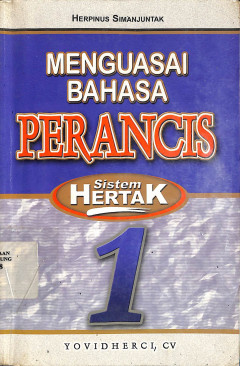 HERPINUS SIMANJUNTAK
MENGUASAI
BAHASA
PERANCIS
Sistem
HERTAK
1
YOVIDHERCI, CV